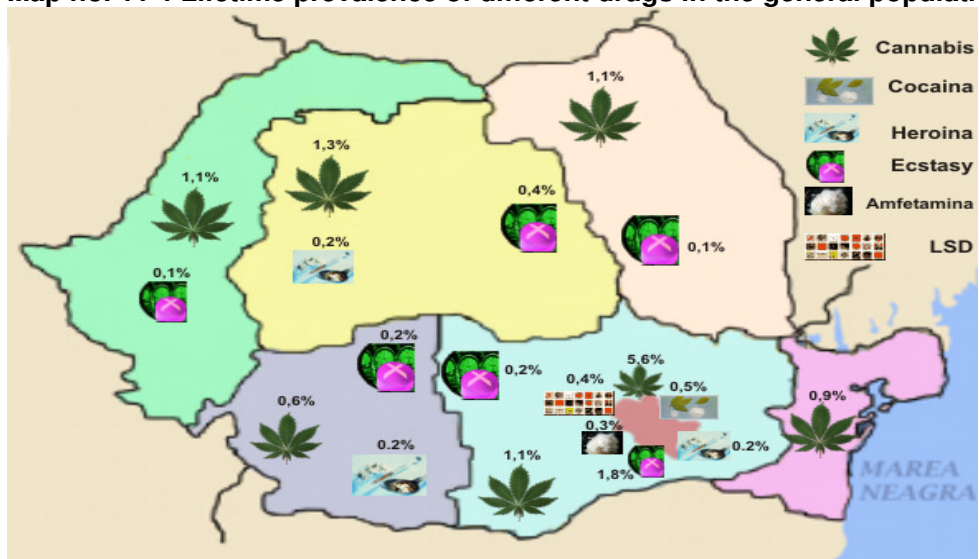 Map no. 11-1 Lifetime prevalence of different drugs in the general populati
1,1%
Cannabis
Cocaina
Heroina
Ecstasy
Amfetamina
LSD
1,3%
1,1%
0,4%
0,2%
0,1%
0,1%
0,2%
0,2%
5,6%
0,4%
0,5%
0,6%
0,3%
0.2%
0.2%
1,8%
1,1%
0,9%
MAREA
NEAGRA